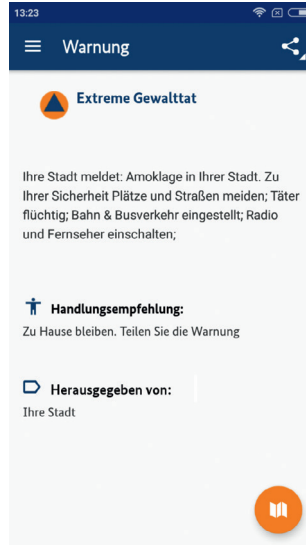 13:23
Warnung
Extreme Gewalttat
Ihre Stadt meldet: Amoklage in Ihrer Stadt. Zu
Ihrer Sicherheit Plätze und Straßen meiden; Täter
flüchtig; Bahn & Busverkehr eingestellt; Radio
und Fernseher einschalten;
Handlungsempfehlung:
Zu Hause bleiben. Teilen Sie die Warnung
Herausgegeben von:
Ihre Stadt